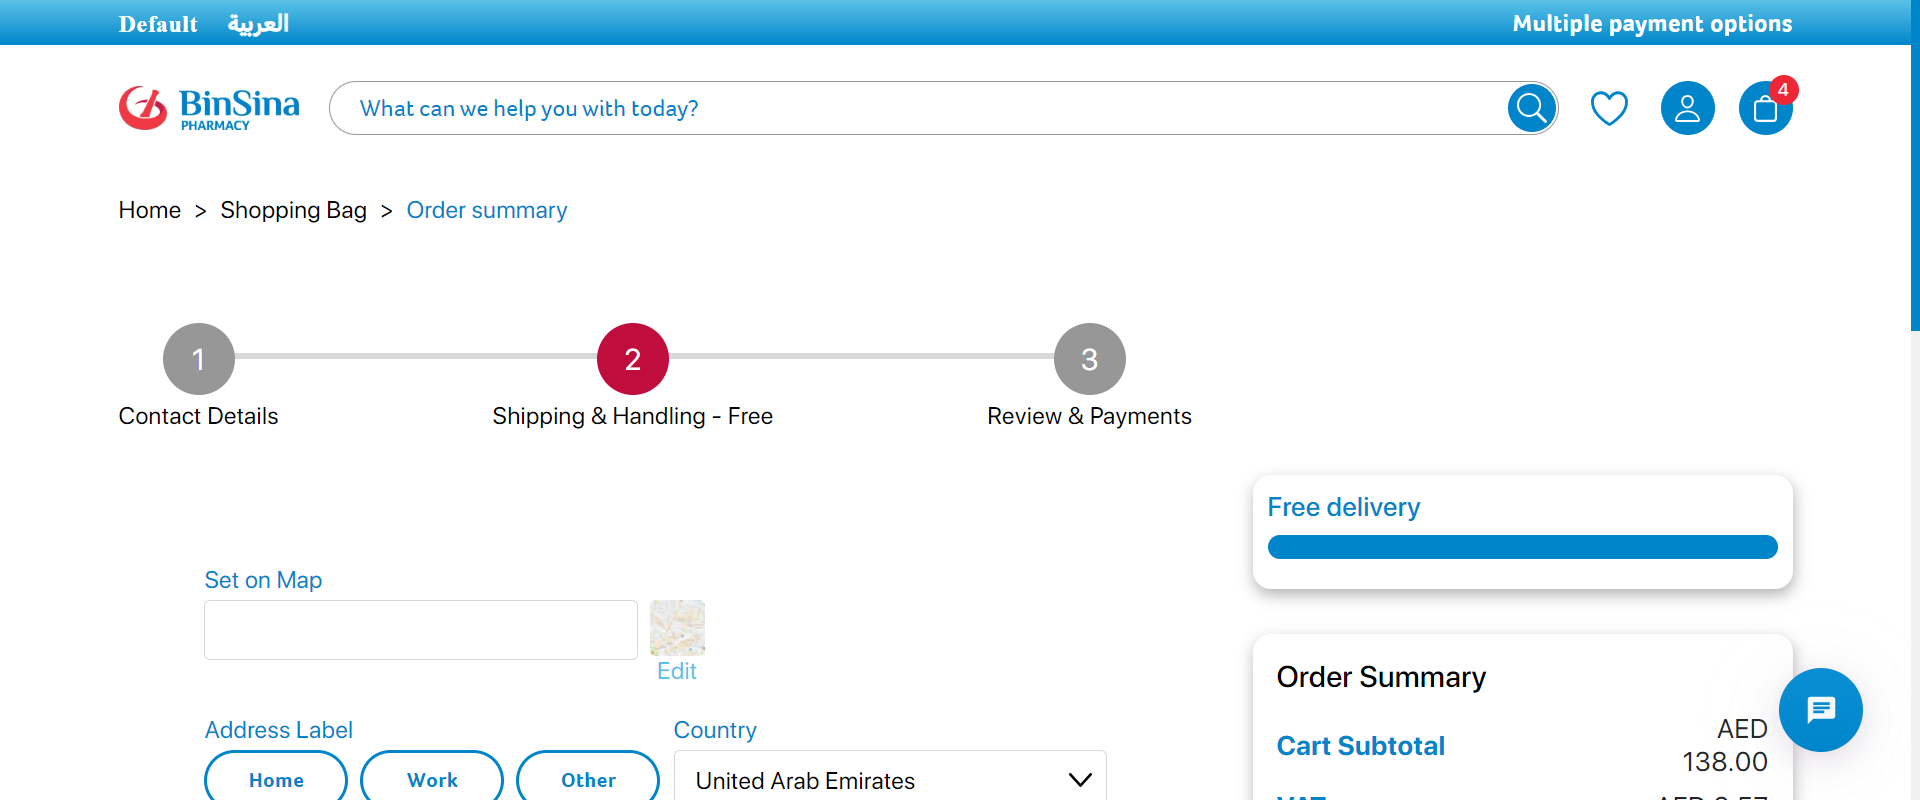 Default العربية
Multiple payment options
BinSina
PHARMACY
What can we help you with today?
4
Home > Shopping Bag > Order summary
1
2
3
Contact Details
Shipping & Handling - Free
Review & Payments
Free delivery
Set on Map
Edit
Order Summary
Cart Subtotal
AED
138.00
Address Label
Country
Home
Work
Other
United Arab Emirates